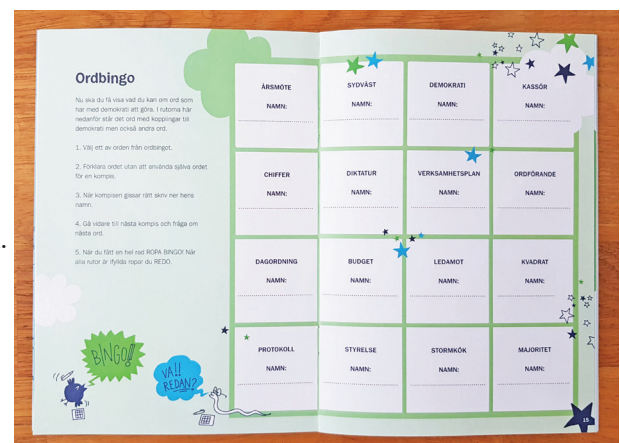 Ordbingo
Nu ska du få visa vad du kan om ord som
har med demokrati att göra. I rutorna här
nedanför står det ord med kopplingar till
demokrati men också andra ord.
1. Välj ett av orden från ordbingot.
2. Förklara ordet utan att använda själva ordet
för en kompis.
3. När kompisen gissar rätt skriv ner hens
namn.
4. Gå vidare till nästa kompis och fråga om
nästa ord.
5. När du fått en hel rad ROPA BINGO! När
alla rutor är ifyllda ropar du REDO.
BINGO!!
VA!!
REDAN?
ÅRSMÖTE
NAMN:
SYDVÄST
NAMN:
DEMOKRATI
NAMN:
KASSÖR
NAMN:
CHIFFER
NAMN:
DIKTATUR
NAMN:
VERKSAMHETSPLAN
NAMN:
ORDFÖRANDE
NAMN:
DAGORDNING
NAMN:
BUDGET
NAMN:
LEDAMOT
NAMN:
KVADRAT
NAMN:
PROTOKOLL
NAMN:
STYRELSE
NAMN:
STORMKÖK
NAMN:
MAJORITET
NAMN:
15